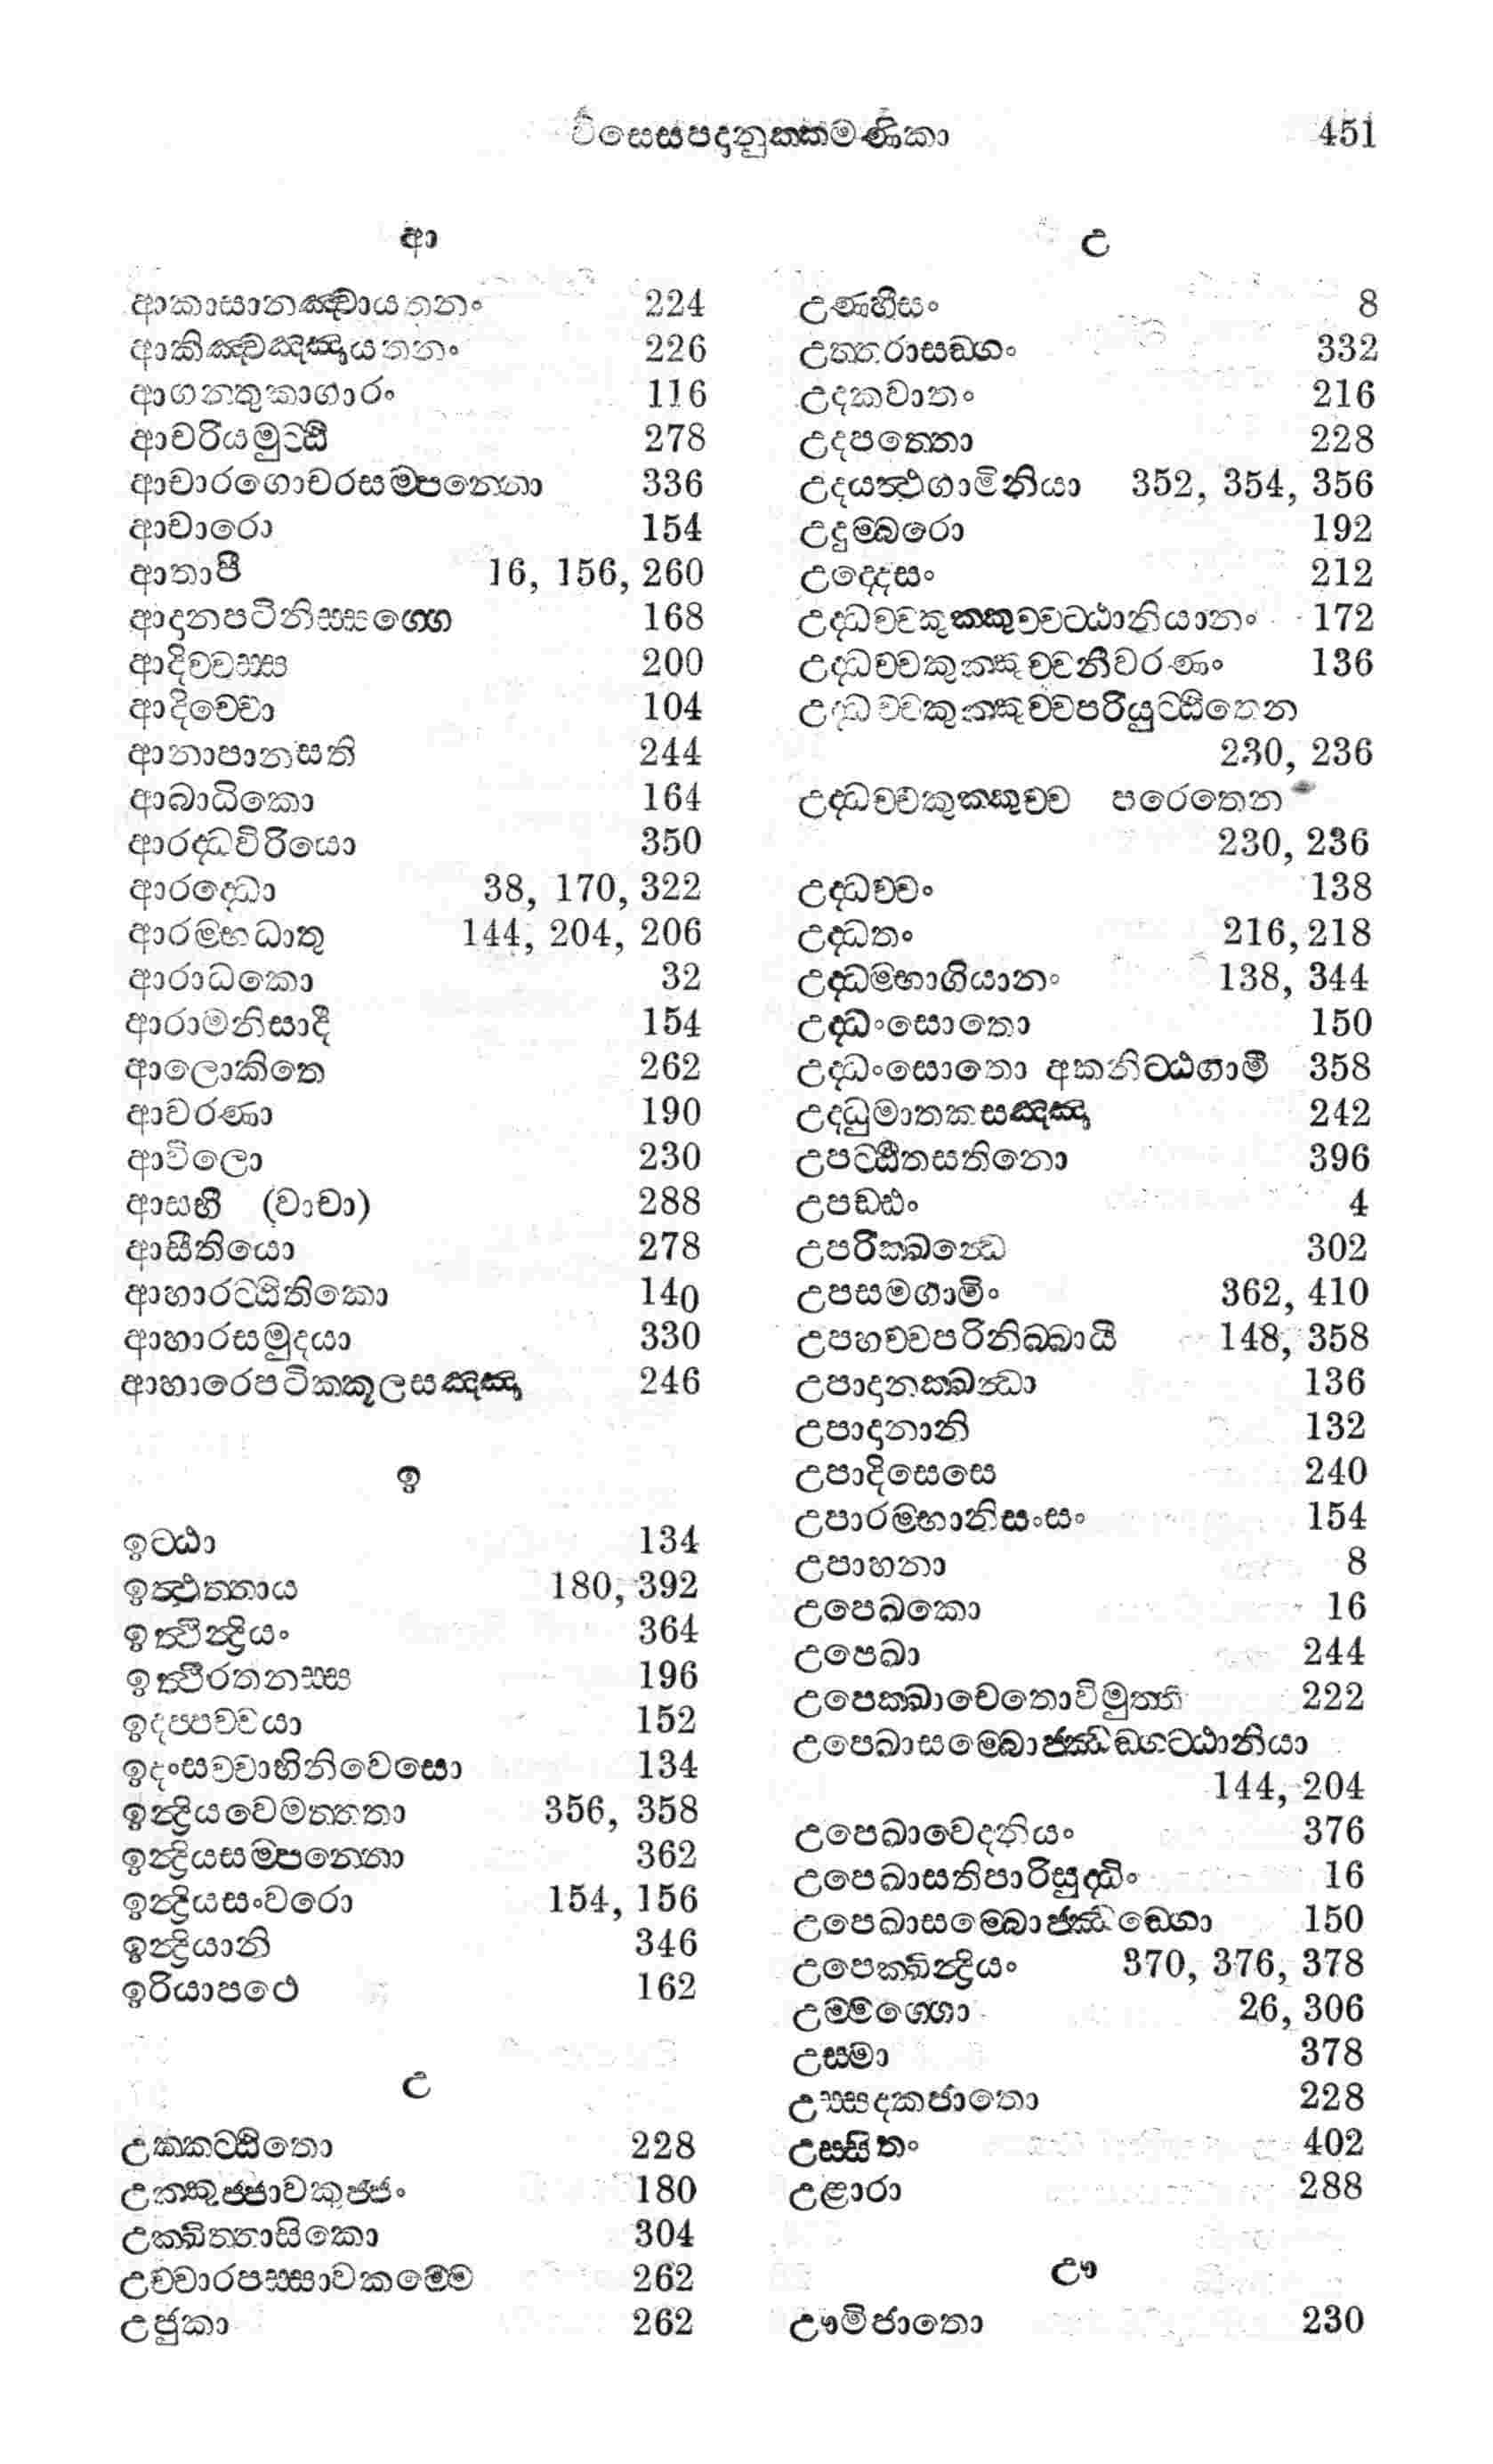 විසෙසපදානුක්කමණිකා 451
ආ
ආකාසානඤ්චායතනං 224
ආකිඤ්චඤ්ඤායතනං 226
ආගන්තුකාගාරං 116
ආචරියමුට්ඨි 278
ආචාරගොචරසම්පන්නො 336
ආචාරො 154
ආතාපී 16, 156, 260
ආදානපටිනිස්සග්ගෙ 168
ආදිච්චස්ස 200
ආදිච්චො 104
ආනාපානසති 244
ආබාධිකො 164
ආරද්ධවිරියො 350
ආරද්ධො 38, 170, 322
ආරම්භධාතු 144, 204, 206
ආරාධකො 32
ආරාමනිසාදී 154
ආලොකිතෙ 262
ආවරණා 190
ආවිලො 230
ආසභී (වාචා) 288
ආසීතියො 278
ආහාරට්ඨිතිකො 140
ආහාරසමුදයා 330
ආහාරෙපටික්කූලසඤ්ඤා 246
ඉ
ඉට්ඨා 134
ඉත්ථත්තාය 180, 392
ඉත්ථින්ද්‍රියං 364
ඉත්ථිරතනස්ස 196
ඉදප්පච්චයා 152
ඉදංසච්චාභිනිවෙසො 134
ඉන්ද්‍රියවෙමත්තතා 356, 358
ඉන්ද්‍රියසම්පන්නො 362
ඉන්ද්‍රියසංවරො 154, 156
ඉන්ද්‍රියානි 346
ඉරියාපථෙ 162
උ
උක්කට්ඨිතො 228
උක්කුජ්ජාවකුජ්ජං 180
උක්ඛිත්තාසිකො 304
උච්චාරපස්සාවකම්මෙ 262
උජුකා 262
උ
උණ්හීසං 8
උත්තරාසඞ්ගං 332
උදකවාතං 216
උදපත්තො 228
උදයත්ථගාමිනියා 352, 354, 356
උදුම්බරො 192
උද්දෙසං 212
උද්ධච්චකුක්කුච්චට්ඨානියානං 172
උද්ධච්චකුක්කුච්චනීවරණං 136
උද්ධච්චකුක්කුච්චපරියුට්ඨිතෙන
230, 236
උද්ධච්චකුක්කුච්ච පරෙතෙන
230, 236
උද්ධච්චං 138
උද්ධතං 216, 218
උද්ධම්භාගියානං 138, 344
උද්ධංසොතො 150
උද්ධංසොතො අකනිට්ඨගාමී 358
උද්ධුමාතකසඤ්ඤා 242
උපට්ඨිතසතිනො 396
උපඩ්ඪං 4
උපරික්ඛන්ධෙ 302
උපසමගාමිං 362, 410
උපහච්චපරිනිබ්බායී 148, 358
උපාදානක්ඛන්ධා 136
උපාදානානි 132
උපාදිසෙසෙ 240
උපාරම්භානිසංසං 154
උපාහනා 8
උපෙඛකො 16
උපෙඛා 244
උපෙක්ඛාචෙතොවිමුත්ති 222
උපෙඛාසම්බොජ්ඣඞ්ගට්ඨානියා
144, 204
උපෙඛාවෙදනියං 376
උපෙඛාසතිපාරිසුද්ධිං 16
උපෙඛාසම්බොජ්ඣඞ්ගො 150
උපෙක්ඛින්ද්‍රියං 370, 376, 378
උම්මග්ගො 26, 306
උස්මා 378
උස්සදකජාතො 228
උස්සිතං 402
උළාරා 288
ඌ
ඌමිජාතො 230